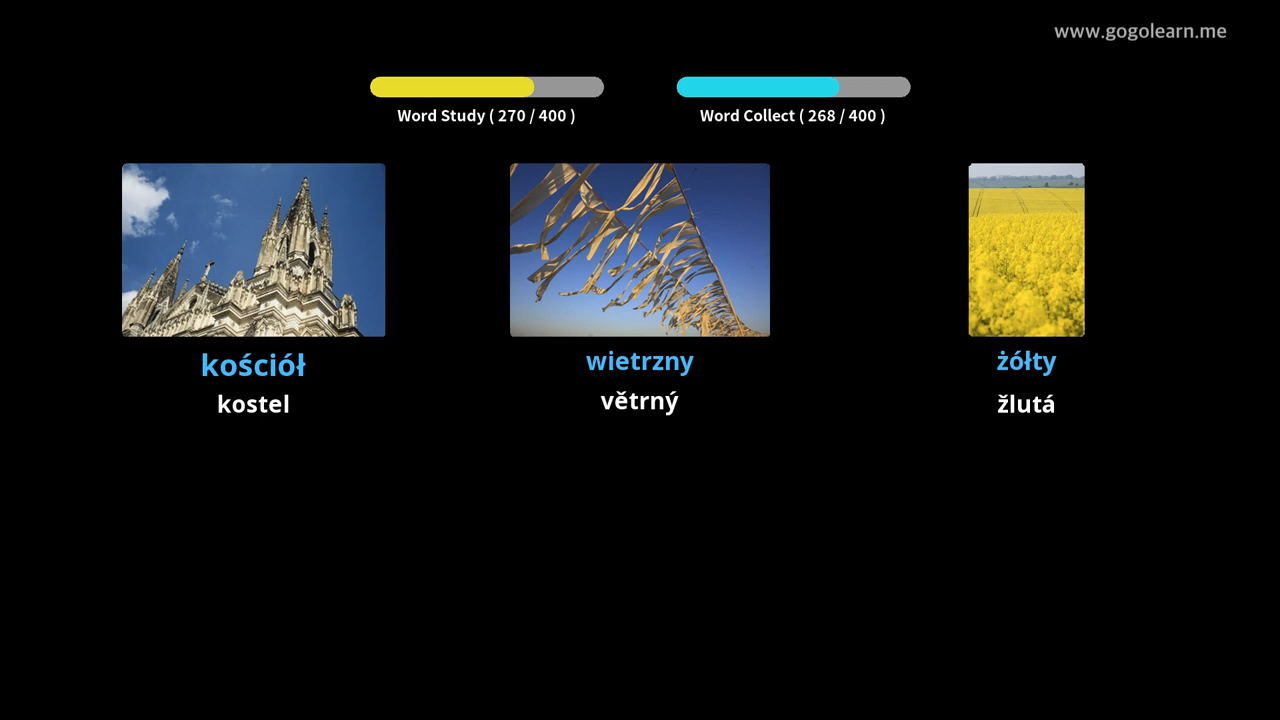 www.gogolearn.me
Word Study ( 270 / 400 )
Word Collect ( 268 / 400 )
kościół
wietrzny
żółty
kostel
větrný
žlutá